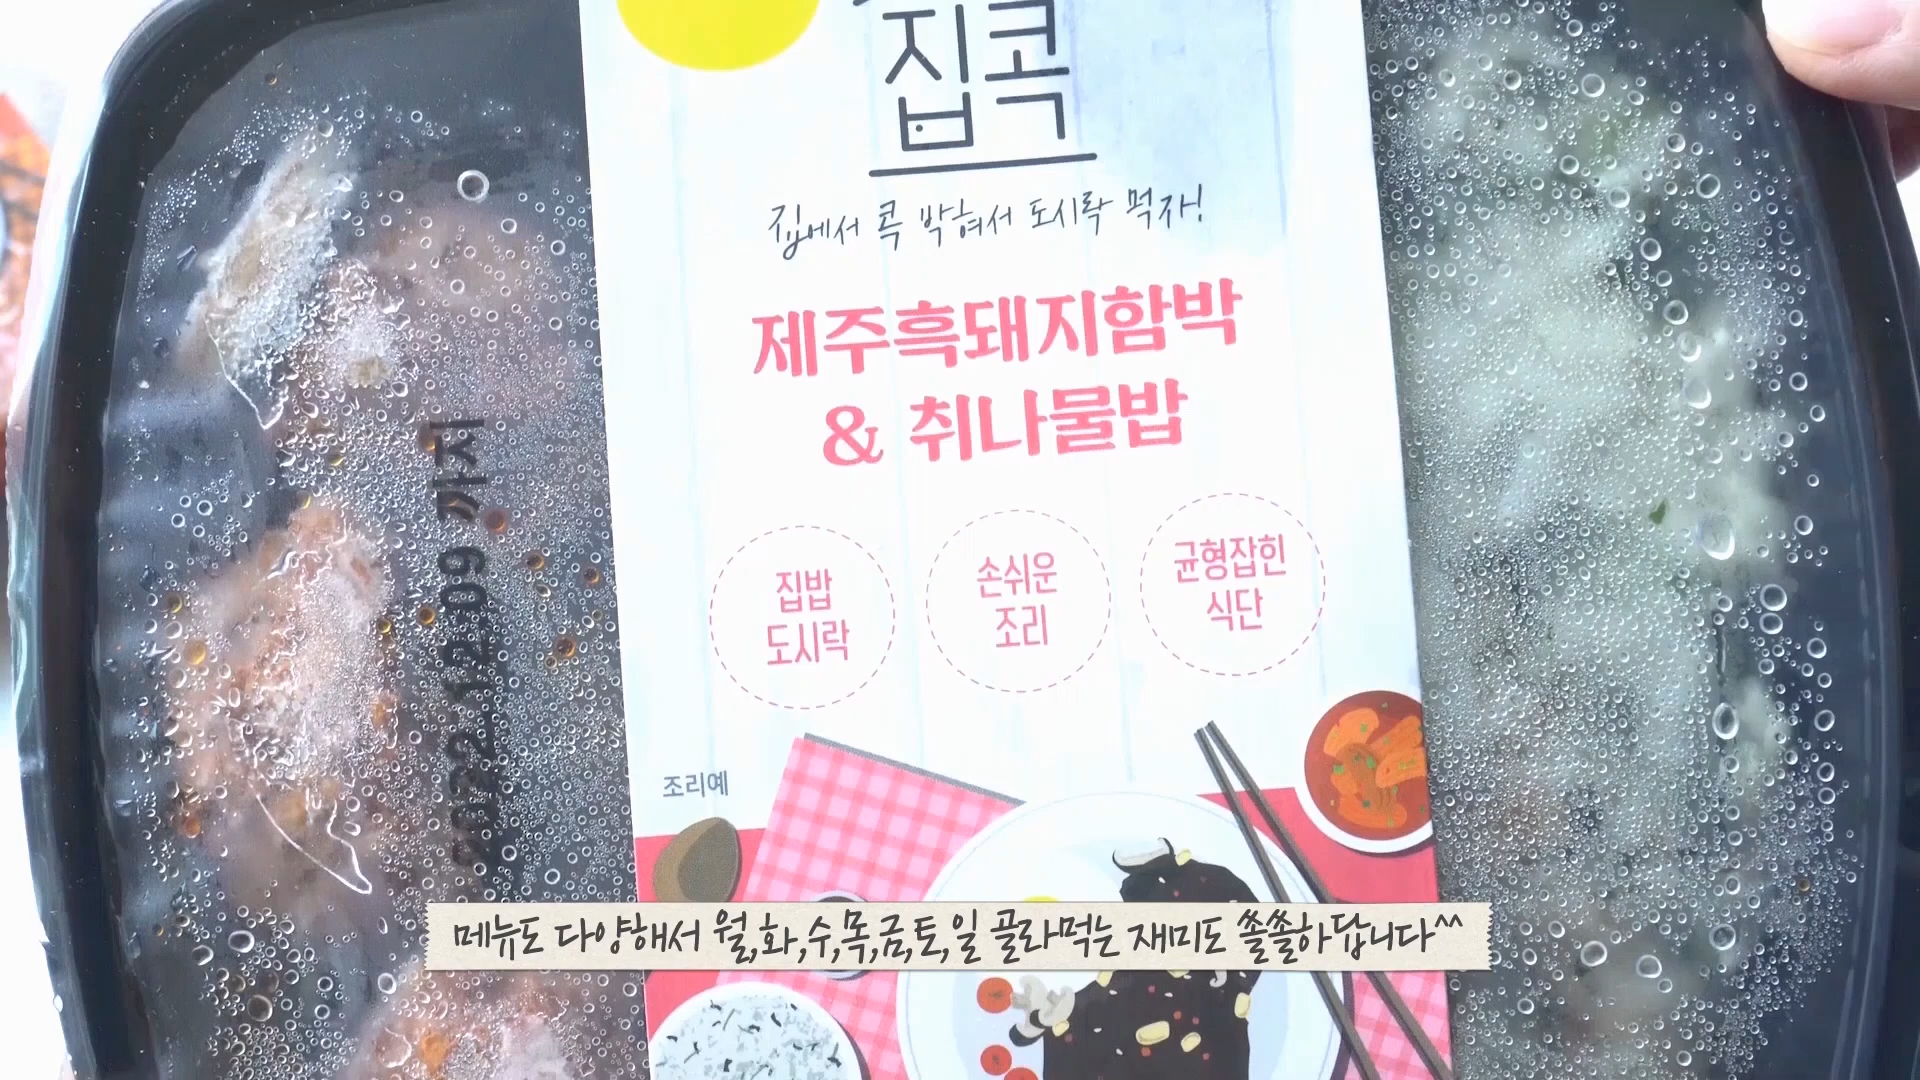 집콕
집에서 콕 박혀서 도시락 먹자!
제주흑돼지함박
& 취나물밥
집밥
도시락
손쉬운
조리
균형잡힌
식단
조리예
12.09 까지
메뉴도 다양해서 월,화,수,목,금,토,일 골라먹는 재미도 쏠쏠하답니다^^